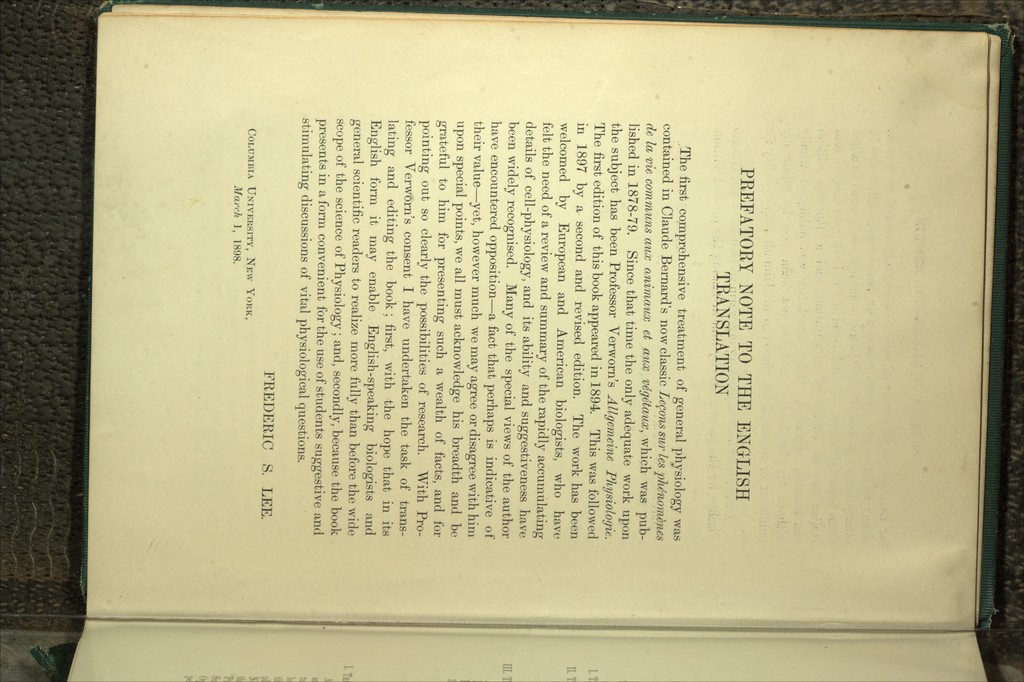 PREFATORY NOTE TO THE ENGLISH
TRANSLATION
The first comprehensive treatment of general physiology was
contained in Claude Bernard's now classic Leçons sur les phénomènes
de la vie communs aux animaux et aux végétaux, which was pub-
lished in 1878-79. Since that time the only adequate work upon
the subject has been Professor Verworn's Allgemeine Physiologie.
The first edition of this book appeared in 1894. This was followed
in 1897 by a second and revised edition. The work has been
welcomed by European and American biologists, who have
felt the need of a review and summary of the rapidly accumulating
details of cell-physiology, and its ability and suggestiveness have
been widely recognised. Many of the special views of the author
have encountered opposition—a fact that perhaps is indicative of
their value—yet, however much we may agree or disagree with him
upon special points, we all must acknowledge his breadth and be
grateful to him for presenting such a wealth of facts, and for
pointing out so clearly the possibilities of research. With Pro-
fessor Verworn's consent I have undertaken the task of trans-
lating and editing the book; first, with the hope that in its
English form it may enable English-speaking biologists and
general scientific readers to realize more fully than before the wide
scope of the science of Physiology; and, secondly, because the book
presents in a form convenient for the use of students suggestive and
stimulating discussions of vital physiological questions.
FREDERIC S. LEE.
COLUMBIA UNIVERSITY, NEW YORK,
March 1, 1898.
I. T
II. T
III. T
I. T